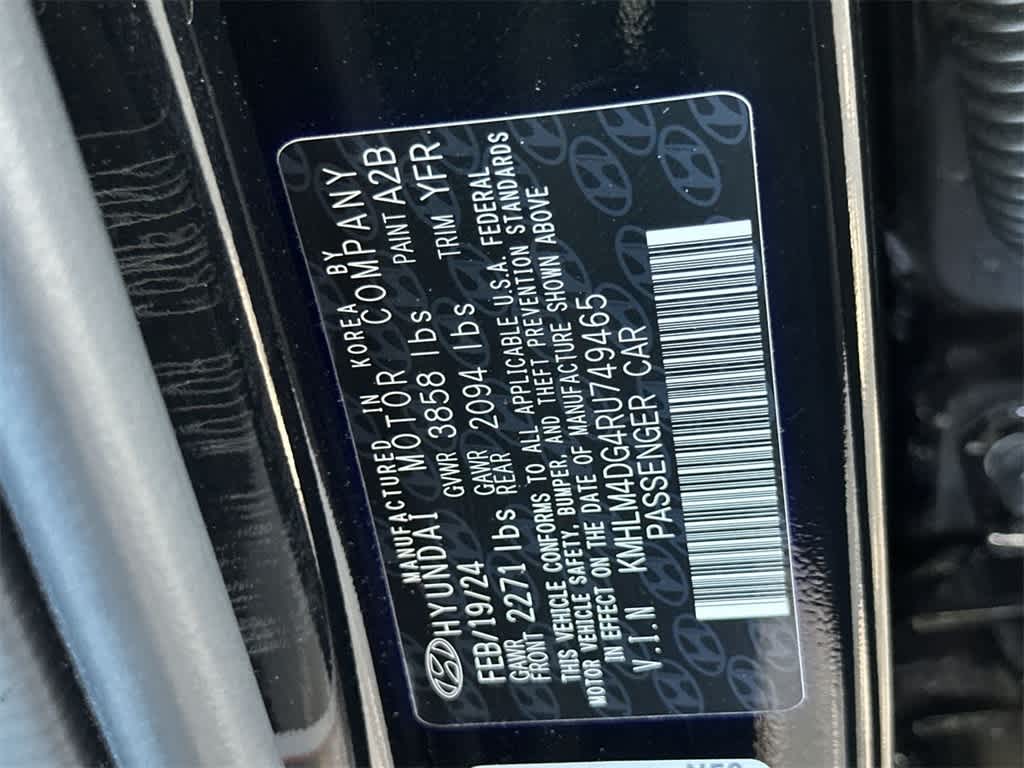 MANUFACTURED IN KOREA BY
HYUNDAI MOTOR COMPANY
FEB/19/24 GVWR 3858 lbs PAINT A2B
GAWR FRONT 2271 lbs GAWR REAR 2094 lbs TRIM YFR
THIS VEHICLE CONFORMS TO ALL APPLICABLE U.S.A. FEDERAL
MOTOR VEHICLE SAFETY, BUMPER, AND THEFT PREVENTION STANDARDS
IN EFFECT ON THE DATE OF MANUFACTURE SHOWN ABOVE
V.I.N KMHLM4DG4RU749465
PASSENGER CAR